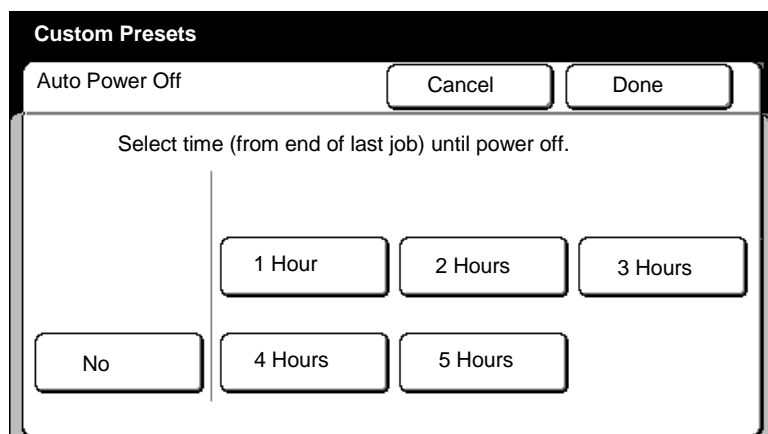 Custom Presets
Auto Power Off Cancel Done
Select time (from end of last job) until power off.
1 Hour 2 Hours 3 Hours
No 4 Hours 5 Hours